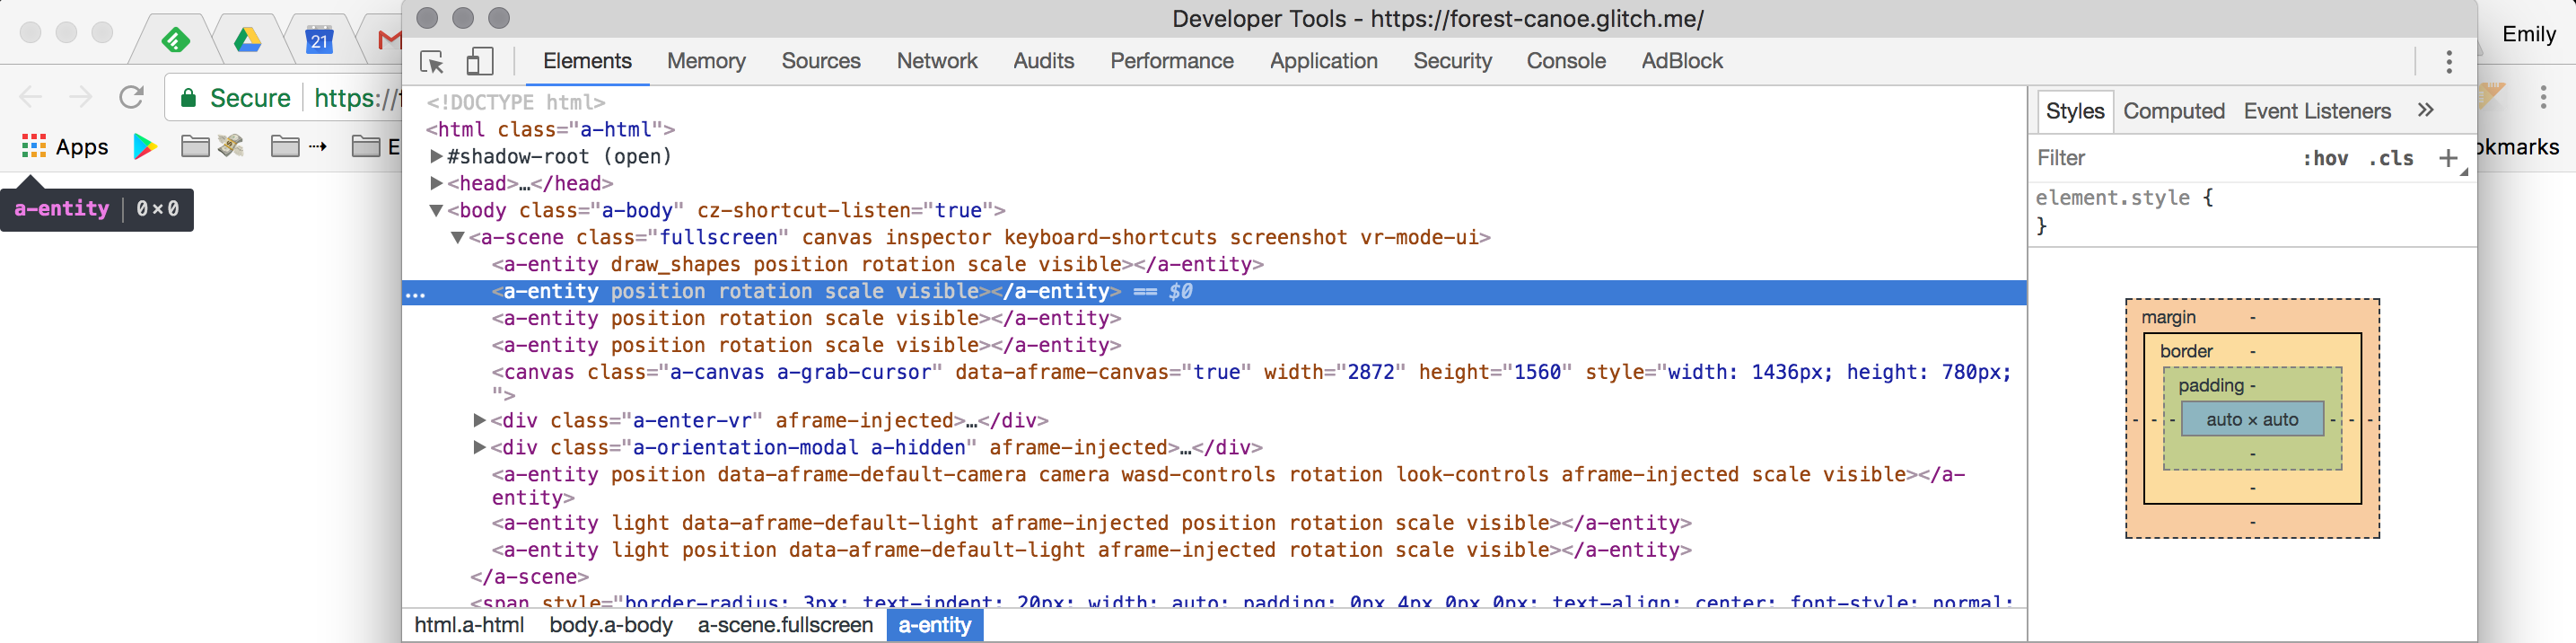 Developer Tools - https://forest-canoe.glitch.me/
Emily
21
Elements Memory Sources Network Audits Performance Application Security Console AdBlock
Secure https://f
Apps E
okmarks
a-entity 0×0
<!DOCTYPE html>
<html class="a-html">
▶#shadow-root (open)
▶<head>…</head>
▼<body class="a-body" cz-shortcut-listen="true">
▼<a-scene class="fullscreen" canvas inspector keyboard-shortcuts screenshot vr-mode-ui>
<a-entity draw_shapes position rotation scale visible></a-entity>
… <a-entity position rotation scale visible></a-entity> == $0
<a-entity position rotation scale visible></a-entity>
<a-entity position rotation scale visible></a-entity>
<canvas class="a-canvas a-grab-cursor" data-aframe-canvas="true" width="2872" height="1560" style="width: 1436px; height: 780px;
">
▶<div class="a-enter-vr" aframe-injected>…</div>
▶<div class="a-orientation-modal a-hidden" aframe-injected>…</div>
<a-entity position data-aframe-default-camera camera wasd-controls rotation look-controls aframe-injected scale visible></a-
entity>
<a-entity light data-aframe-default-light aframe-injected position rotation scale visible></a-entity>
<a-entity light position data-aframe-default-light aframe-injected rotation scale visible></a-entity>
</a-scene>
<span style="border-radius: 3px; text-indent: 20px; width: auto; padding: 0px 4px 0px 0px; text-align: center; font-style: normal;
html.a-html body.a-body a-scene.fullscreen a-entity
Styles Computed Event Listeners »
Filter :hov .cls +
element.style {
}
margin -
border -
padding -
- - - auto × auto - - -
-
-
-